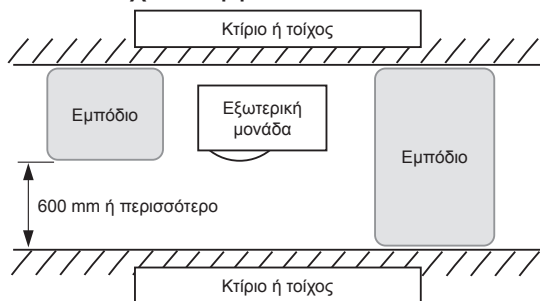 Κτίριο ή τοίχος
Εμπόδιο
Εξωτερική
μονάδα
Εμπόδιο
600 mm ή περισσότερο
Κτίριο ή τοίχος